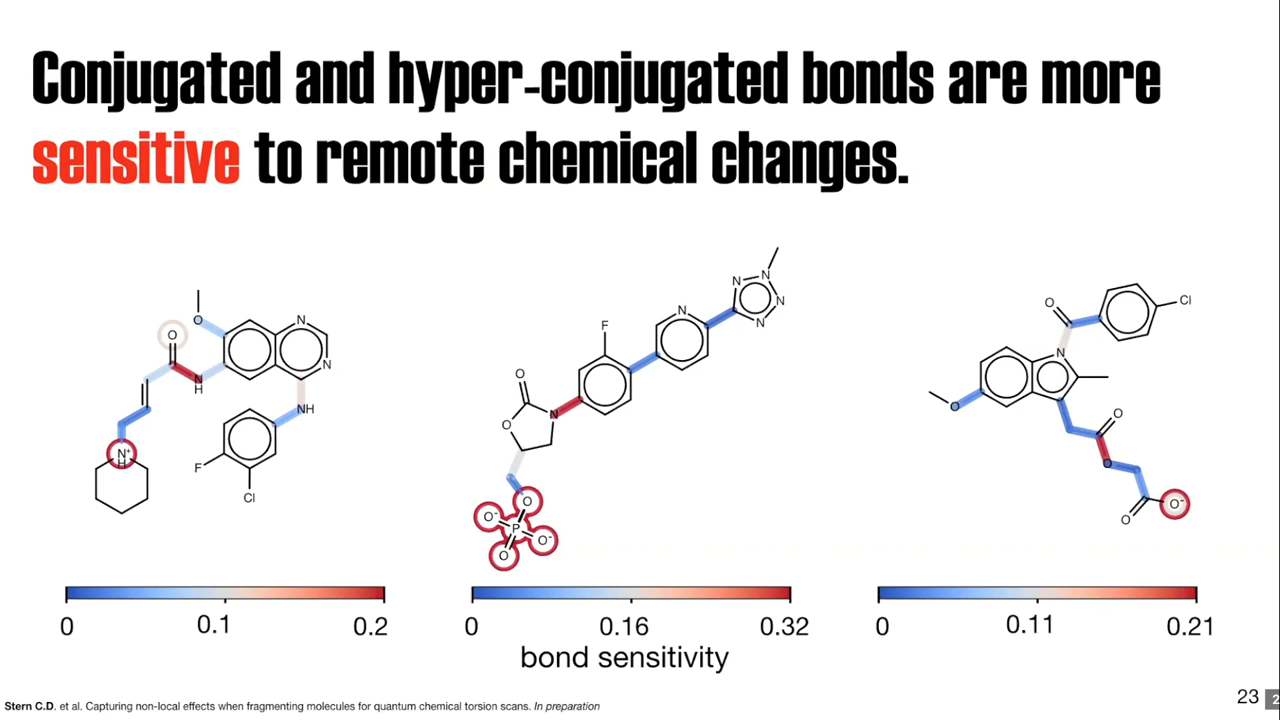 Conjugated and hyper-conjugated bonds are more
sensitive to remote chemical changes.
O
O
N
H
N
N
NH
N⁺
H
F
Cl
F
O
O
N
N
N
N
N
N
O
O⁻
P
O⁻
O
O
Cl
N
O
O
O
O
O⁻
0 0.1 0.2
0 0.16 0.32
0 0.11 0.21
bond sensitivity
Stern C.D. et al. Capturing non-local effects when fragmenting molecules for quantum chemical torsion scans. In preparation
23 2